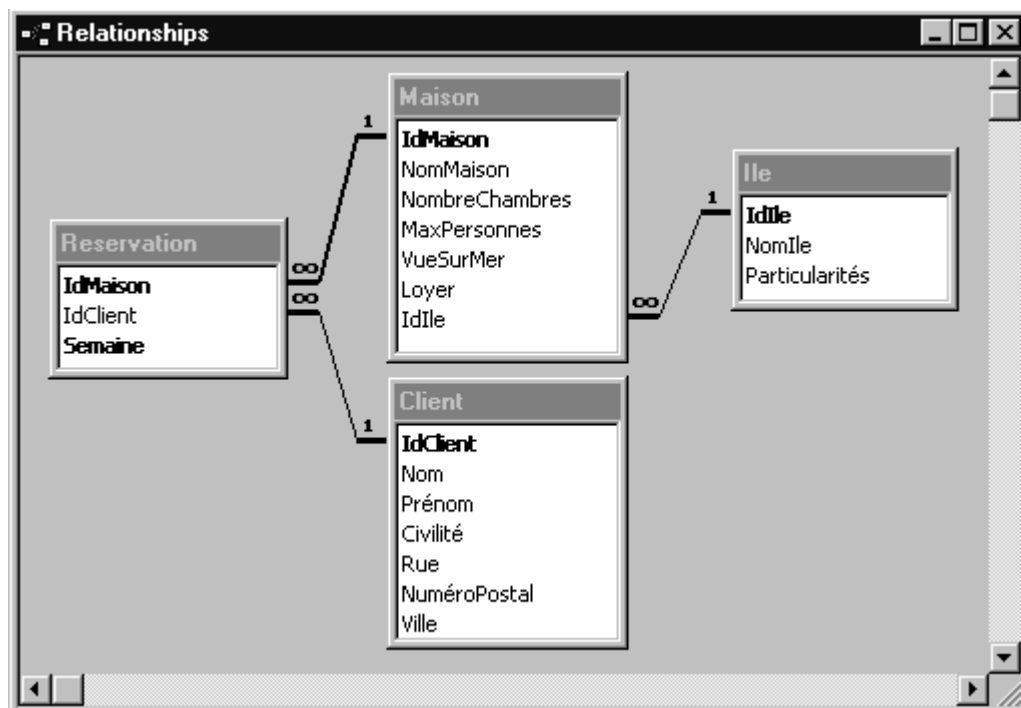 Relationships
Reservation
IdMaison
IdClient
Semaine
1
∞
∞
1
Maison
IdMaison
NomMaison
NombreChambres
MaxPersonnes
VueSurMer
Loyer
IdIle
Client
IdClient
Nom
Prénom
Civilité
Rue
NuméroPostal
Ville
1
∞
Ile
IdIle
NomIle
Particularités